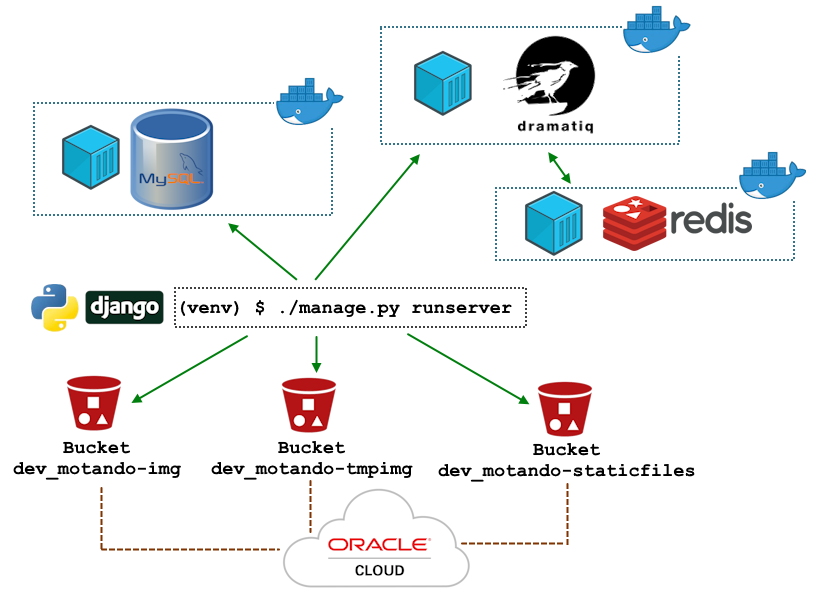 dramatiq
MySQL
redis
django
(venv) $ ./manage.py runserver
Bucket
dev_motando-img
Bucket
dev_motando-tmpimg
Bucket
dev_motando-staticfiles
ORACLE
CLOUD